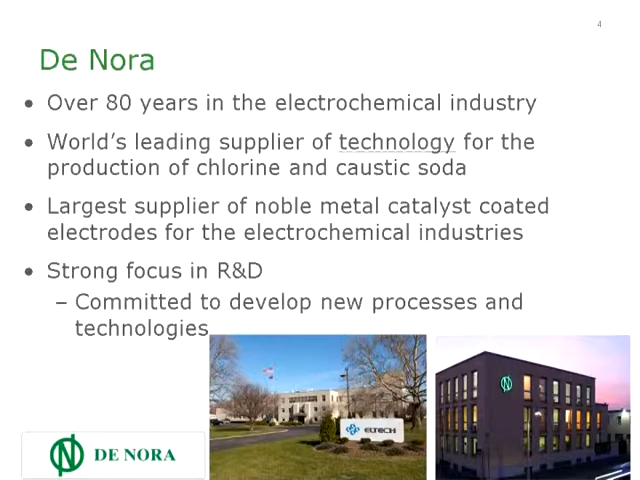 4
De Nora
• Over 80 years in the electrochemical industry
• World's leading supplier of technology for the
production of chlorine and caustic soda
• Largest supplier of noble metal catalyst coated
electrodes for the electrochemical industries
• Strong focus in R&D
– Committed to develop new processes and
technologies
ELTECH
DE NORA